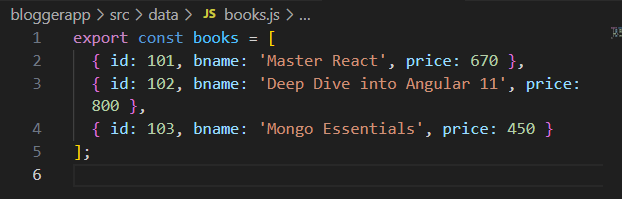 bloggerapp > src > data > JS books.js > ...
1 export const books = [
2 { id: 101, bname: 'Master React', price: 670 },
3 { id: 102, bname: 'Deep Dive into Angular 11', price:
800 },
4 { id: 103, bname: 'Mongo Essentials', price: 450 }
5 ];
6